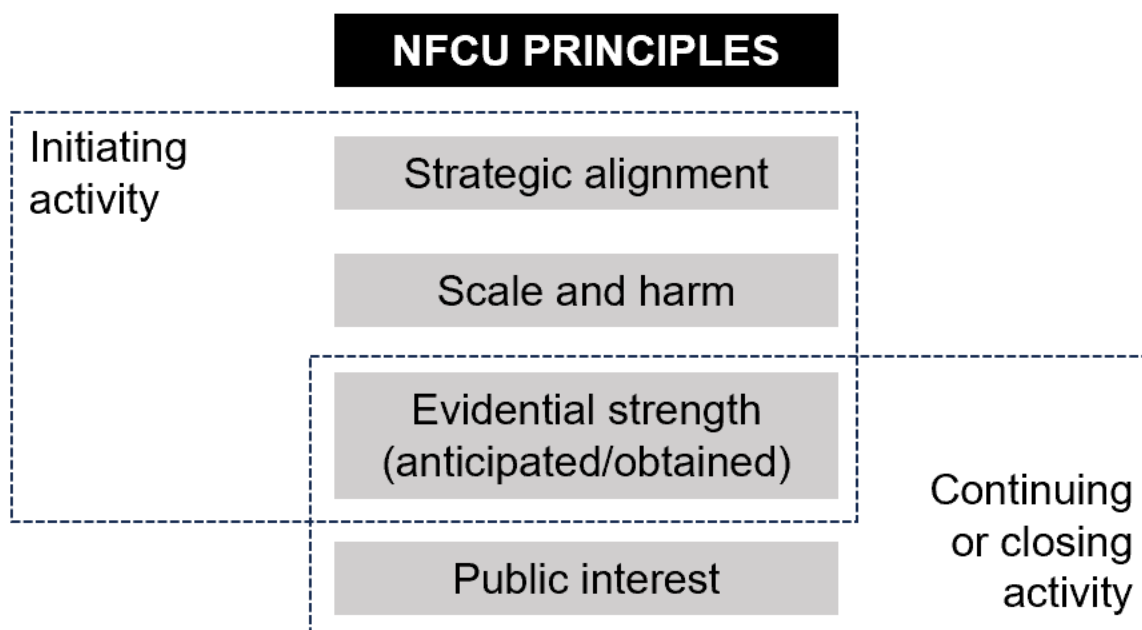 NFCU PRINCIPLES
Initiating
activity
Strategic alignment
Scale and harm
Evidential strength
(anticipated/obtained)
Continuing
or closing
activity
Public interest